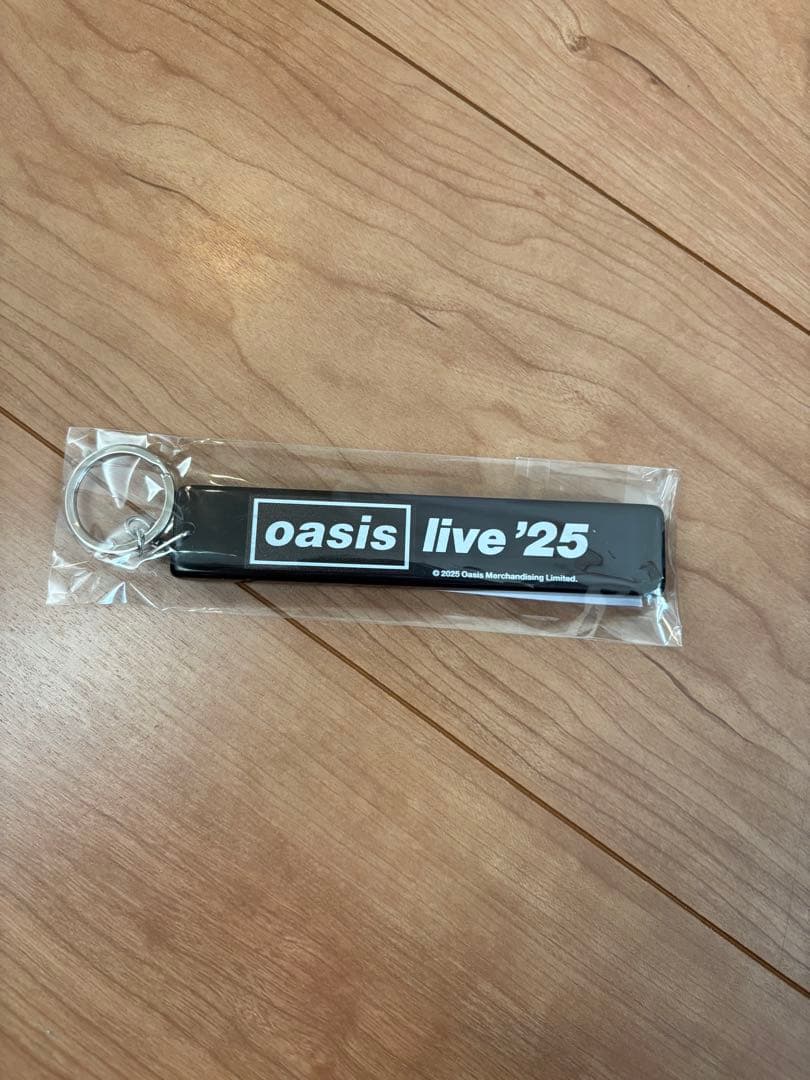 oasis live ’25
© 2025 Oasis Merchandising Limited.